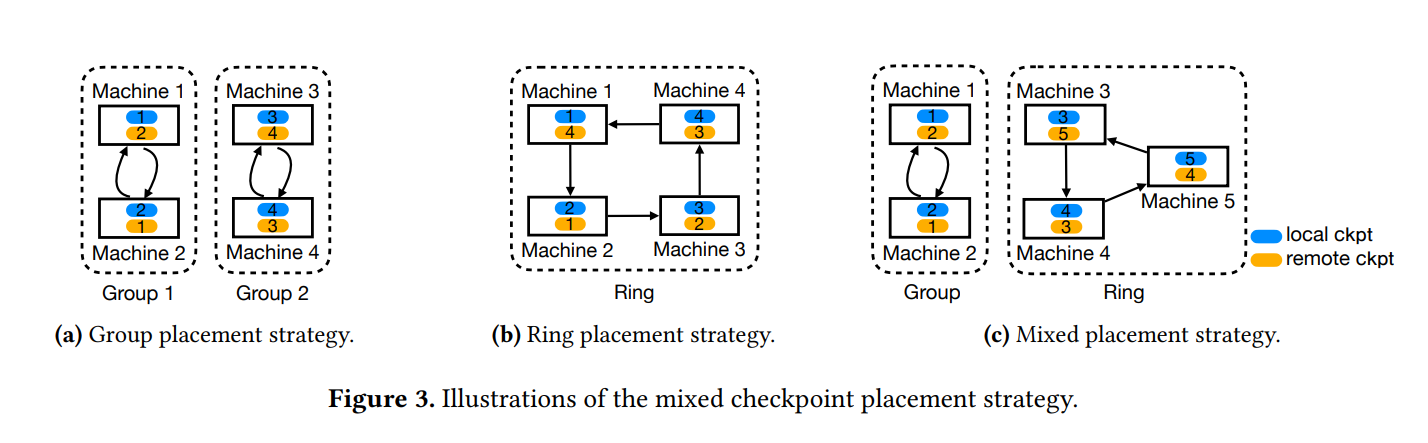 Machine 1
1
2
2
1
Machine 2
Group 1
Machine 3
3
4
4
3
Machine 4
Group 2
(a) Group placement strategy.
Machine 1
1
4
Machine 4
4
3
2
1
Machine 2
3
2
Machine 3
Ring
(b) Ring placement strategy.
Machine 1
1
2
2
1
Machine 2
Group
Machine 3
3
5
5
4
Machine 5
4
3
Machine 4
Ring
local ckpt
remote ckpt
(c) Mixed placement strategy.
Figure 3. Illustrations of the mixed checkpoint placement strategy.